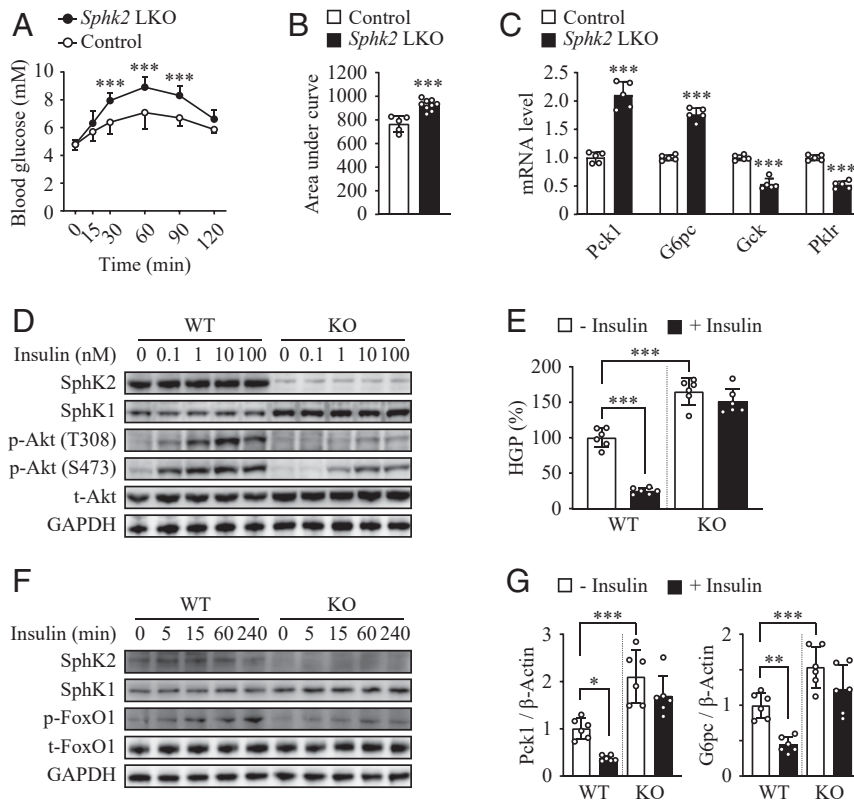 A
Sphk2 LKO
Control
Blood glucose (mM)
10
8
6
4
2
0
0 15 30 60 90 120
Time (min)
*** *** ***
B
Control
Sphk2 LKO
Area under curve
1200
1000
800
600
400
200
0
***
C
Control
Sphk2 LKO
mRNA level
2.5
2.0
1.5
1.0
0.5
0
*** *** *** ***
Pck1 G6pc Gck Pklr
D
WT KO
Insulin (nM) 0 0.1 1 10 100 0 0.1 1 10 100
SphK2
SphK1
p-Akt (T308)
p-Akt (S473)
t-Akt
GAPDH
E
- Insulin + Insulin
HGP (%)
200
150
100
50
0
***
***
WT KO
F
WT KO
Insulin (min) 0 5 15 60 240 0 5 15 60 240
SphK2
SphK1
p-FoxO1
t-FoxO1
GAPDH
G
- Insulin + Insulin
Pck1 / β-Actin
3
2
1
0
***
*
WT KO
G6pc / β-Actin
2
1
0
***
**
WT KO